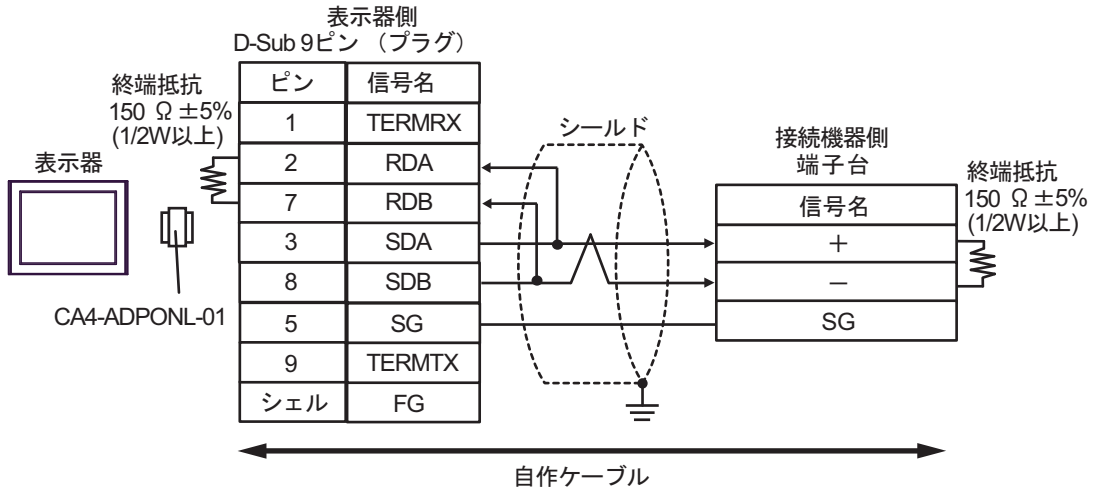 表示器側
D-Sub 9ピン （プラグ）
終端抵抗
150 Ω ±5%
(1/2W以上)
表示器
CA4-ADPONL-01
ピン 信号名
1 TERMRX
2 RDA
7 RDB
3 SDA
8 SDB
5 SG
9 TERMTX
シェル FG
シールド
接続機器側
端子台
信号名
+
−
SG
終端抵抗
150 Ω ±5%
(1/2W以上)
自作ケーブル